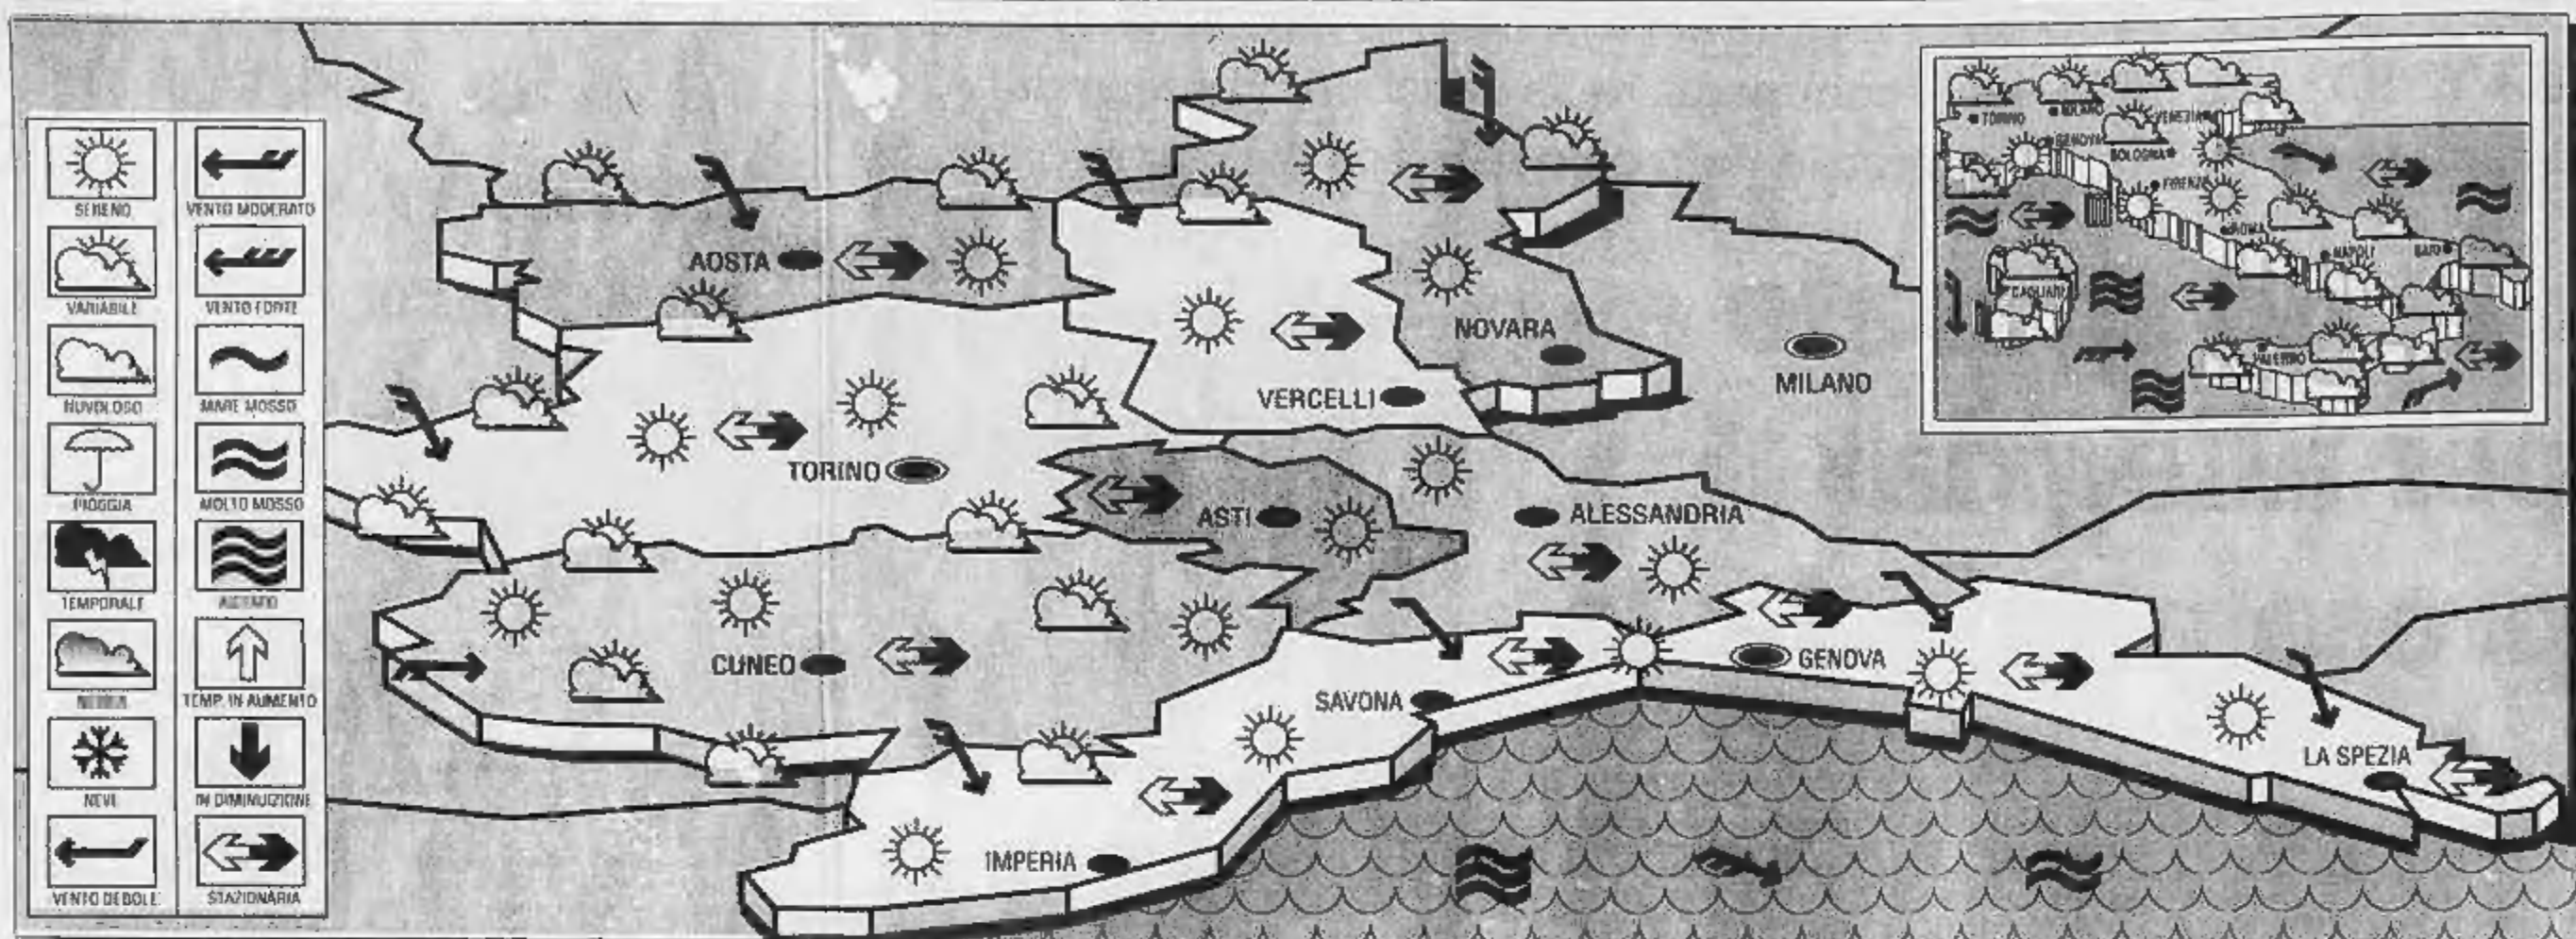 SERENO
VENTO MODERATO
VARIABILE
VENTO FORTE
NUVOLOSO
MARE MOSSO
PIOGGIA
MOLTO MOSSO
TEMPORALE
AGITATO
NEBBIA
TEMP. IN AUMENTO
NEVE
IN DIMINUZIONE
VENTO DEBOLE
STAZIONARIA
AOSTA
NOVARA
VERCELLI
MILANO
TORINO
ASTI
ALESSANDRIA
CUNEO
GENOVA
SAVONA
LA SPEZIA
IMPERIA
TORINO
MILANO
VENEZIA
GENOVA
BOLOGNA
FIRENZE
ROMA
NAPOLI
BARI
CAGLIARI
PALERMO